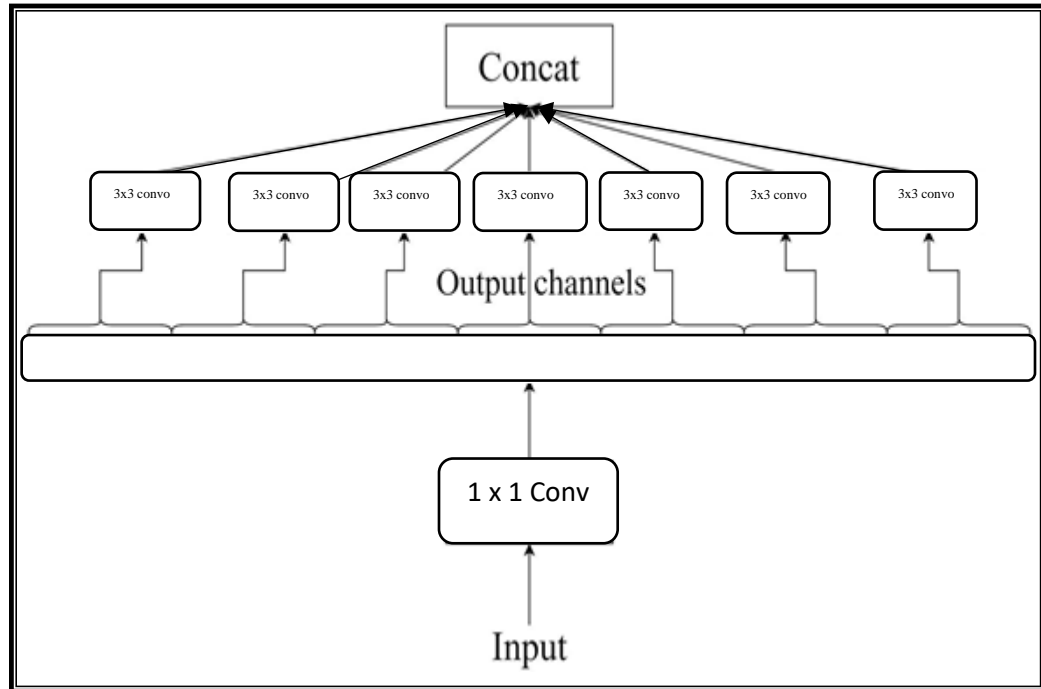 Concat
3x3 convo
3x3 convo
3x3 convo
3x3 convo
3x3 convo
3x3 convo
3x3 convo
Output channels
1 x 1 Conv
Input